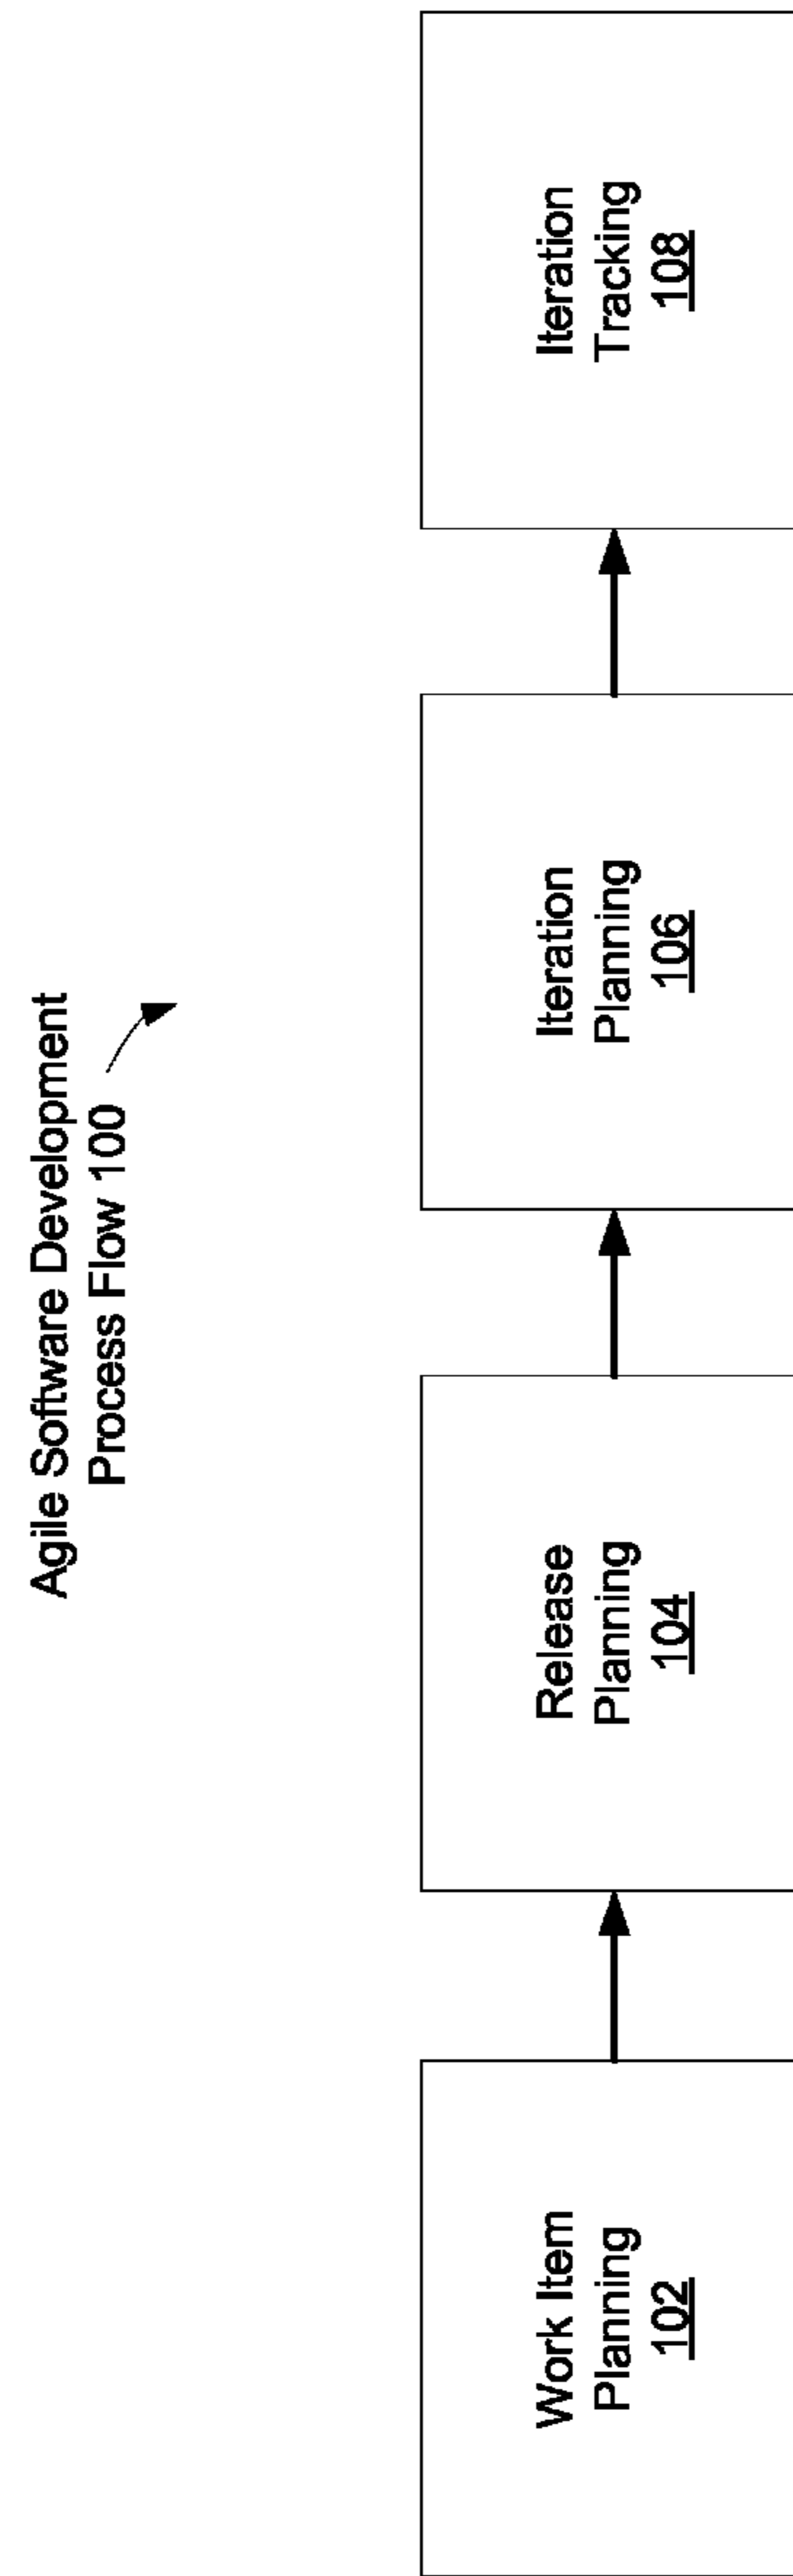 Agile Software Development
Process Flow 100
Work Item
Planning
102
Release
Planning
104
Iteration
Planning
106
Iteration
Tracking
108